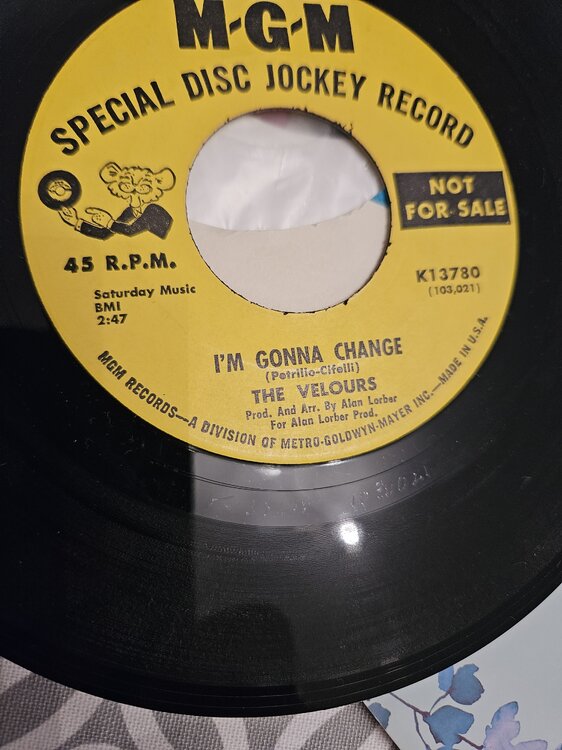 M-G-M
SPECIAL DISC JOCKEY RECORD
NOT
FOR SALE
45 R.P.M.
K13780
(103,021)
Saturday Music
BMI
2:47
I'M GONNA CHANGE
(Petrilio-Cifelli)
THE VELOURS
Prod. And Arr. By Alan Lorber
For Alan Lorber Prod.
MGM RECORDS—A DIVISION OF METRO-GOLDWYN-MAYER INC.—MADE IN U.S.A.